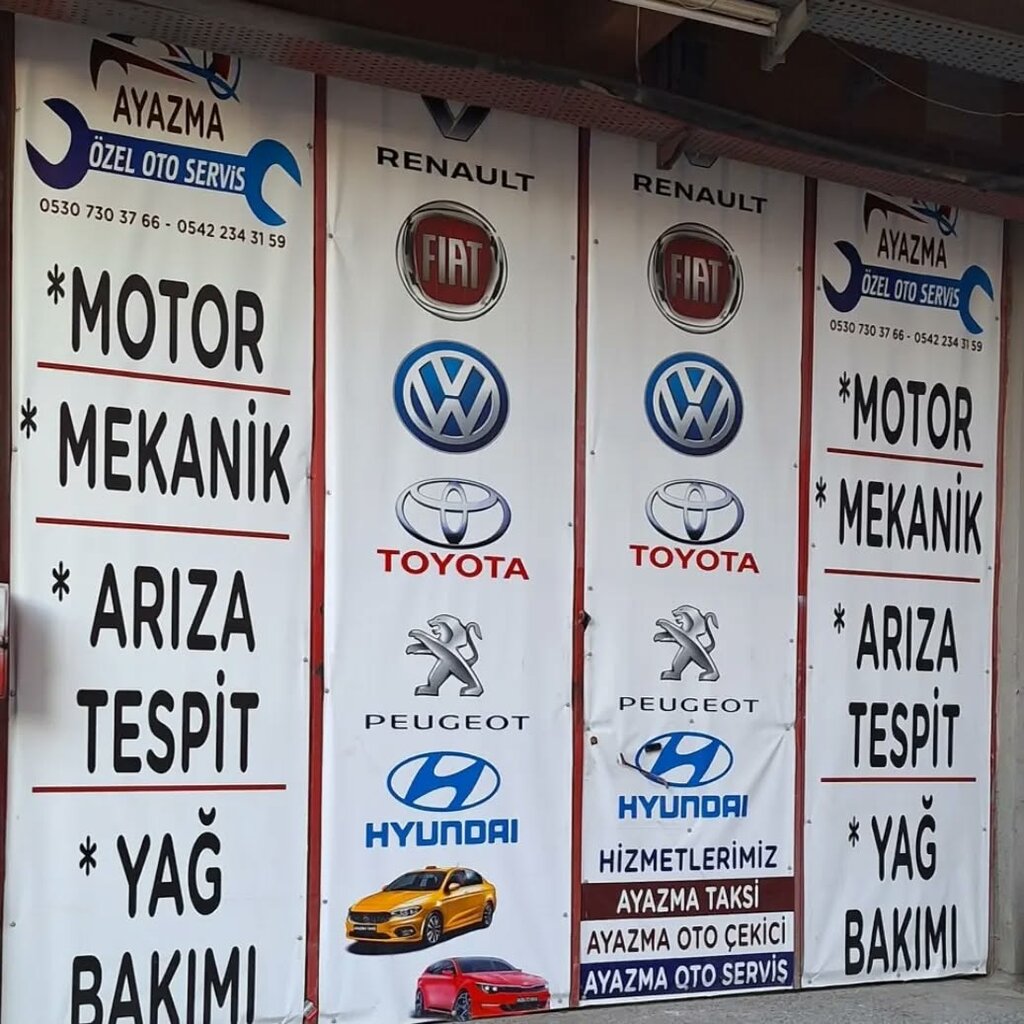 AYAZMA
ÖZEL OTO SERVİS
0530 730 37 66 - 0542 234 31 59
*MOTOR
* MEKANİK
* ARIZA
TESPİT
* YAĞ
BAKIMI
RENAULT
FIAT
TOYOTA
PEUGEOT
HYUNDAI
RENAULT
FIAT
TOYOTA
PEUGEOT
HYUNDAI
HİZMETLERİMİZ
AYAZMA TAKSİ
AYAZMA OTO ÇEKİCİ
AYAZMA OTO SERVİS
AYAZMA
ÖZEL OTO SERVİS
0530 730 37 66 - 0542 234 31 59
*MOTOR
* MEKANİK
* ARIZA
TESPİT
* YAĞ
BAKIMI